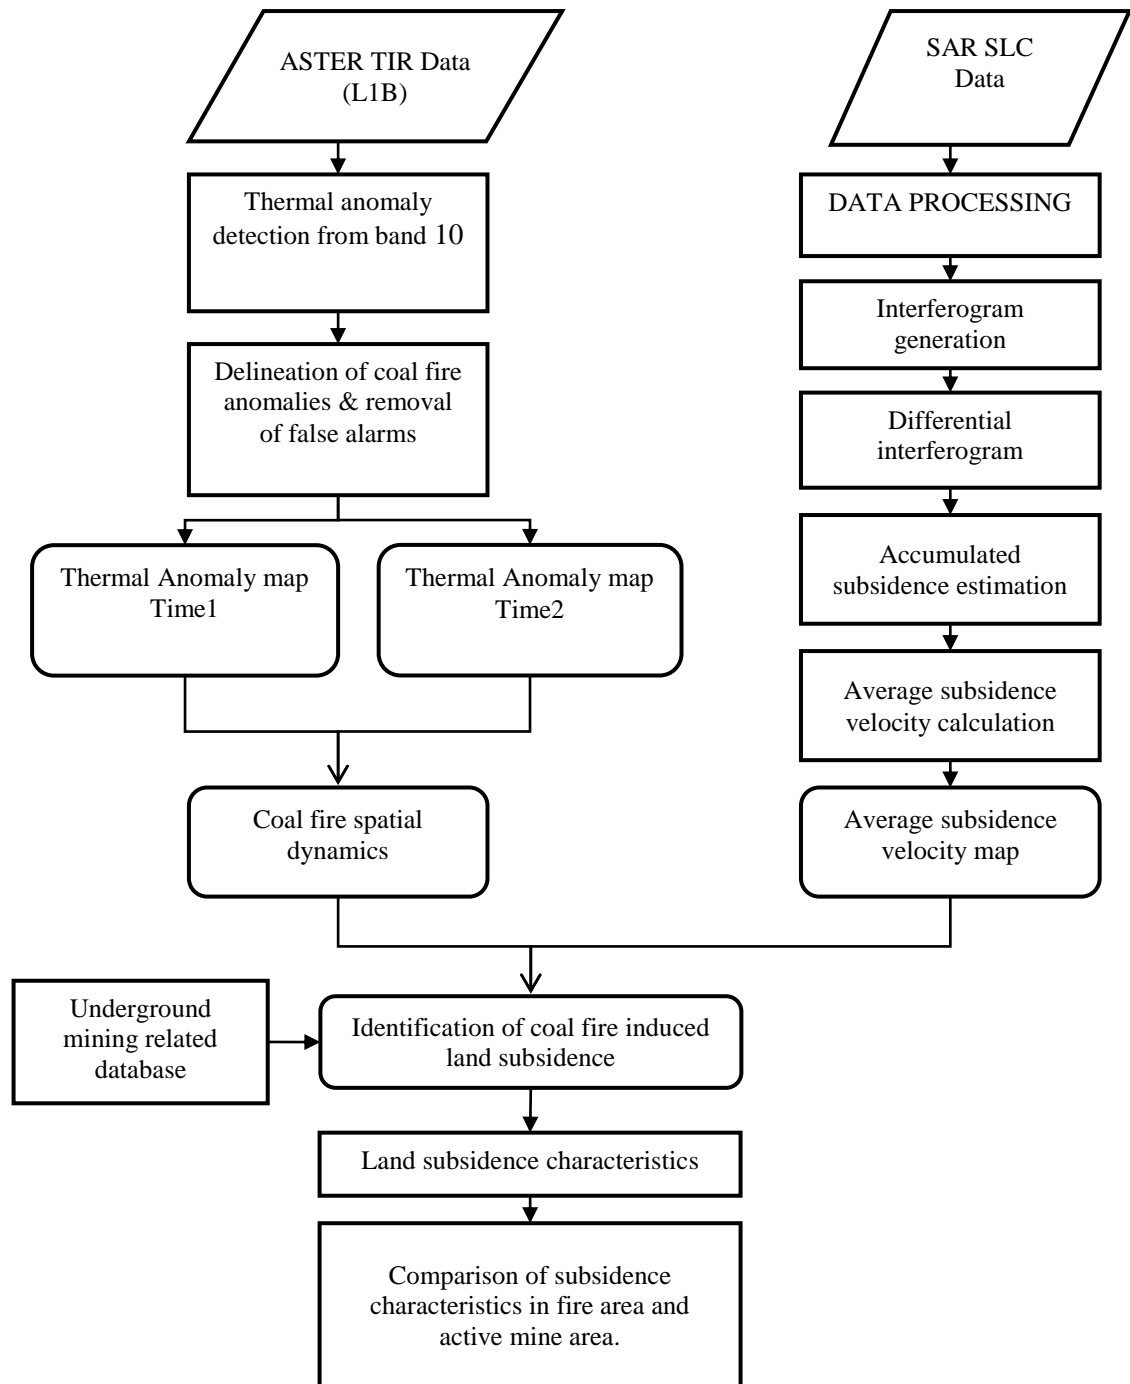 ASTER TIR Data
(L1B)
Thermal anomaly
detection from band 10
Delineation of coal fire
anomalies & removal
of false alarms
Thermal Anomaly map
Time1
Thermal Anomaly map
Time2
Coal fire spatial
dynamics
SAR SLC
Data
DATA PROCESSING
Interferogram
generation
Differential
interferogram
Accumulated
subsidence estimation
Average subsidence
velocity calculation
Average subsidence
velocity map
Underground
mining related
database
Identification of coal fire induced
land subsidence
Land subsidence characteristics
Comparison of subsidence
characteristics in fire area and
active mine area.